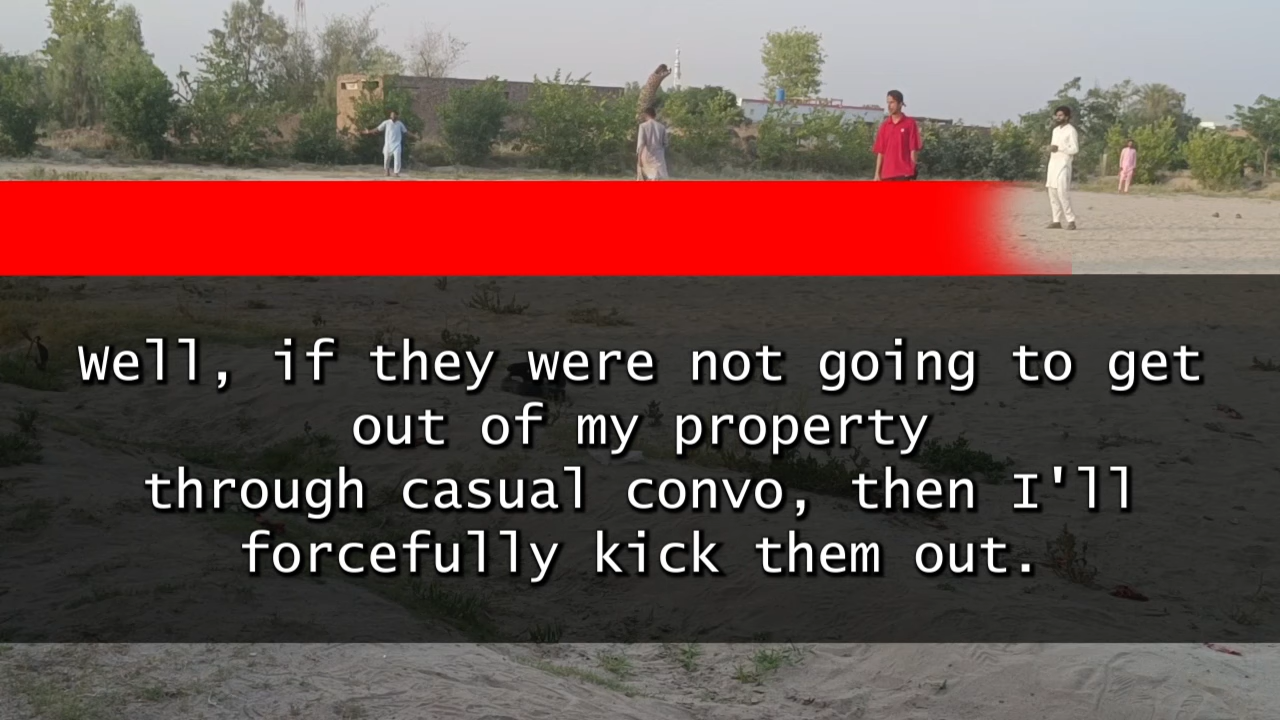 Well, if they were not going to get
out of my property
through casual convo, then I'll
forcefully kick them out.